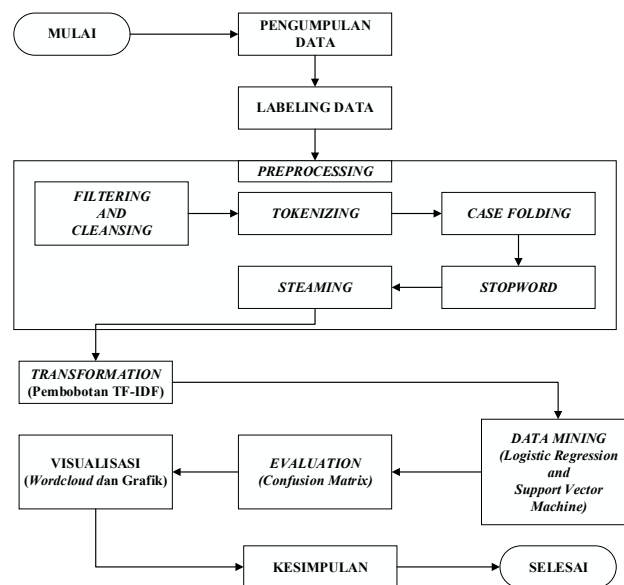 MULAI
PENGUMPULAN
DATA
LABELING DATA
PREPROCESSING
FILTERING
AND
CLEANSING
TOKENIZING
CASE FOLDING
STEAMING
STOPWORD
TRANSFORMATION
(Pembobotan TF-IDF)
VISUALISASI
(Wordcloud dan Grafik)
EVALUATION
(Confusion Matrix)
DATA MINING
(Logistic Regression
and
Support Vector
Machine)
KESIMPULAN
SELESAI